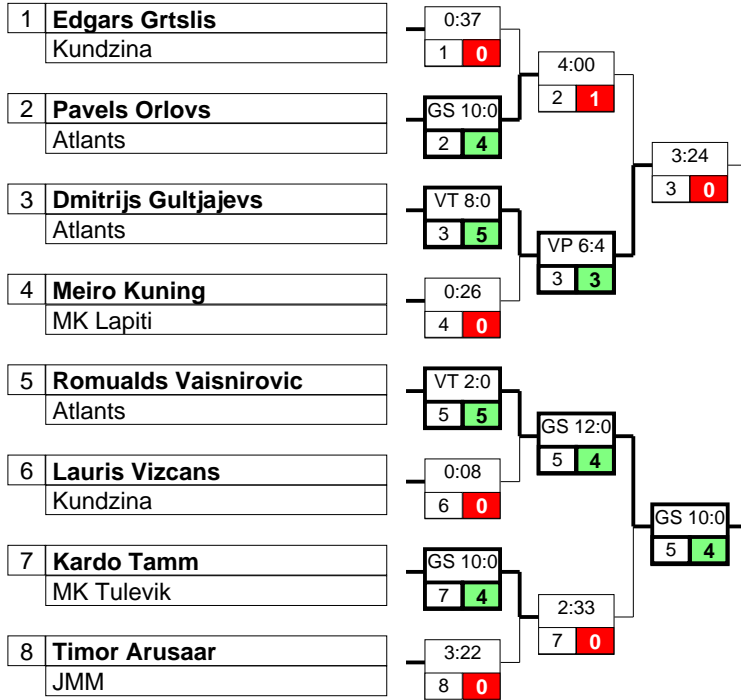 1 Edgars Grtslis
Kundzina
0:37
1 0
4:00
2 1
2 Pavels Orlovs
Atlants
GS 10:0
2 4
3:24
3 0
3 Dmitrijs Gultjajevs
Atlants
VT 8:0
3 5
VP 6:4
3 3
4 Meiro Kuning
MK Lapiti
0:26
4 0
5 Romualds Vaisnirovic
Atlants
VT 2:0
5 5
GS 12:0
5 4
6 Lauris Vizcans
Kundzina
0:08
6 0
GS 10:0
5 4
7 Kardo Tamm
MK Tulevik
GS 10:0
7 4
2:33
7 0
8 Timor Arusaar
JMM
3:22
8 0